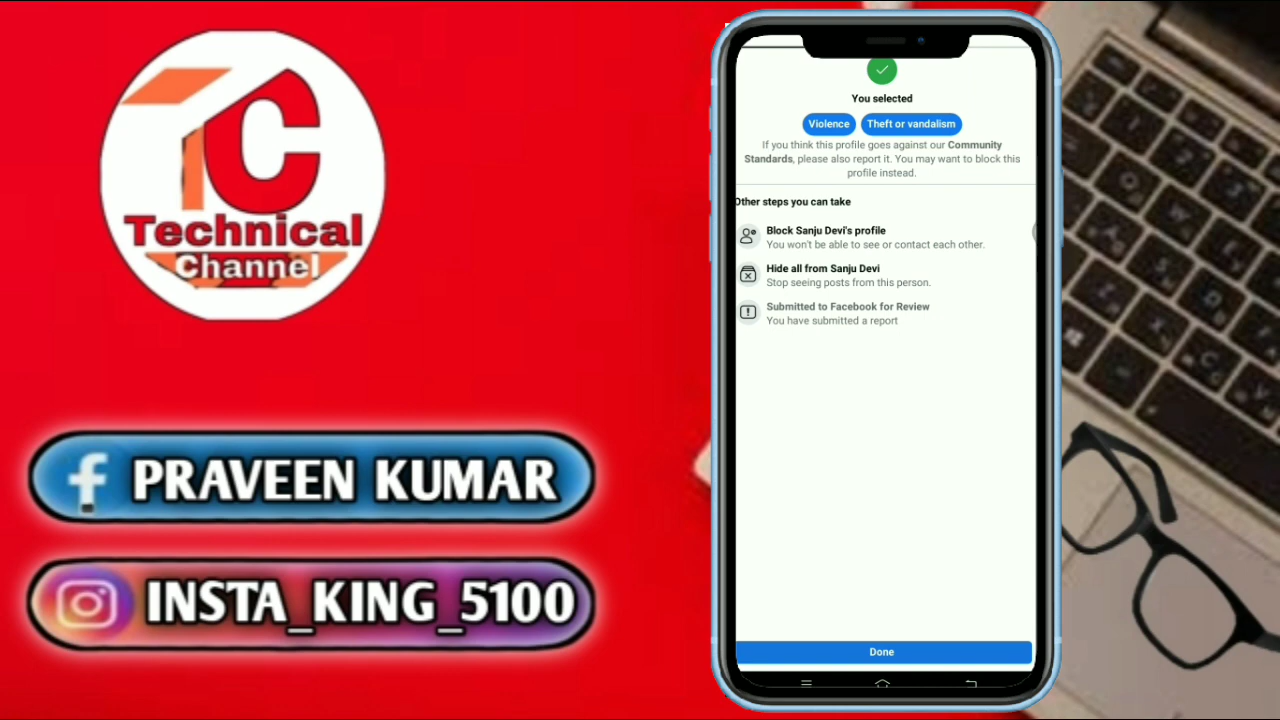 TC
Technical
Channel
PRAVEEN KUMAR
INSTA_KING_5100
You selected
Violence Theft or vandalism
If you think this profile goes against our Community
Standards, please also report it. You may want to block this
profile instead.
Other steps you can take
Block Sanju Devi's profile
You won't be able to see or contact each other.
Hide all from Sanju Devi
Stop seeing posts from this person.
Submitted to Facebook for Review
You have submitted a report
Done